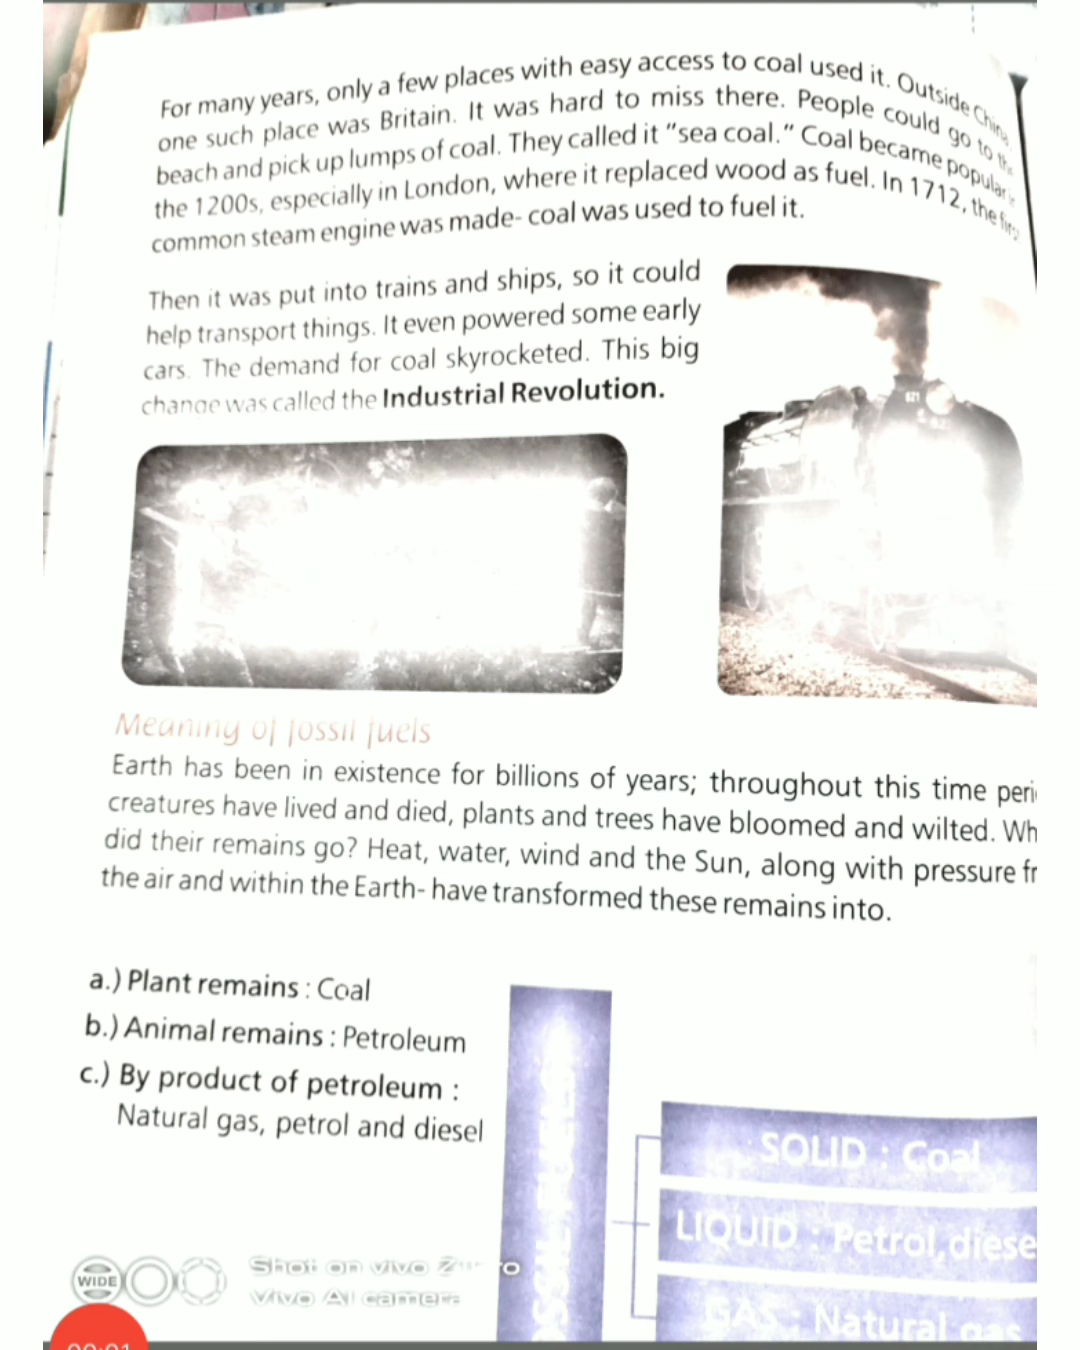 For many years, only a few places with easy access to coal used it. Outside China,
one such place was Britain. It was hard to miss there. People could go to the
beach and pick up lumps of coal. They called it "sea coal." Coal became popular
the 1200s, especially in London, where it replaced wood as fuel. In 1712, the
common steam engine was made- coal was used to fuel it.
Then it was put into trains and ships, so it could
help transport things. It even powered some early
cars. The demand for coal skyrocketed. This big
change was called the Industrial Revolution.
621
Meaning of fossil fuels
Earth has been in existence for billions of years; throughout this time
creatures have lived and died, plants and trees have bloomed and wilted.
did their remains go? Heat, water, wind and the Sun, along with pressure
the air and within the Earth- have transformed these remains into.
a.) Plant remains : Coal
b.) Animal remains : Petroleum
c.) By product of petroleum :
Natural gas, petrol and diesel
SOLID : Coal
LIQUID : Petrol, diese
GAS : Natural gas
WIDE
Shot on vivo
Vivo AI camera
00:01